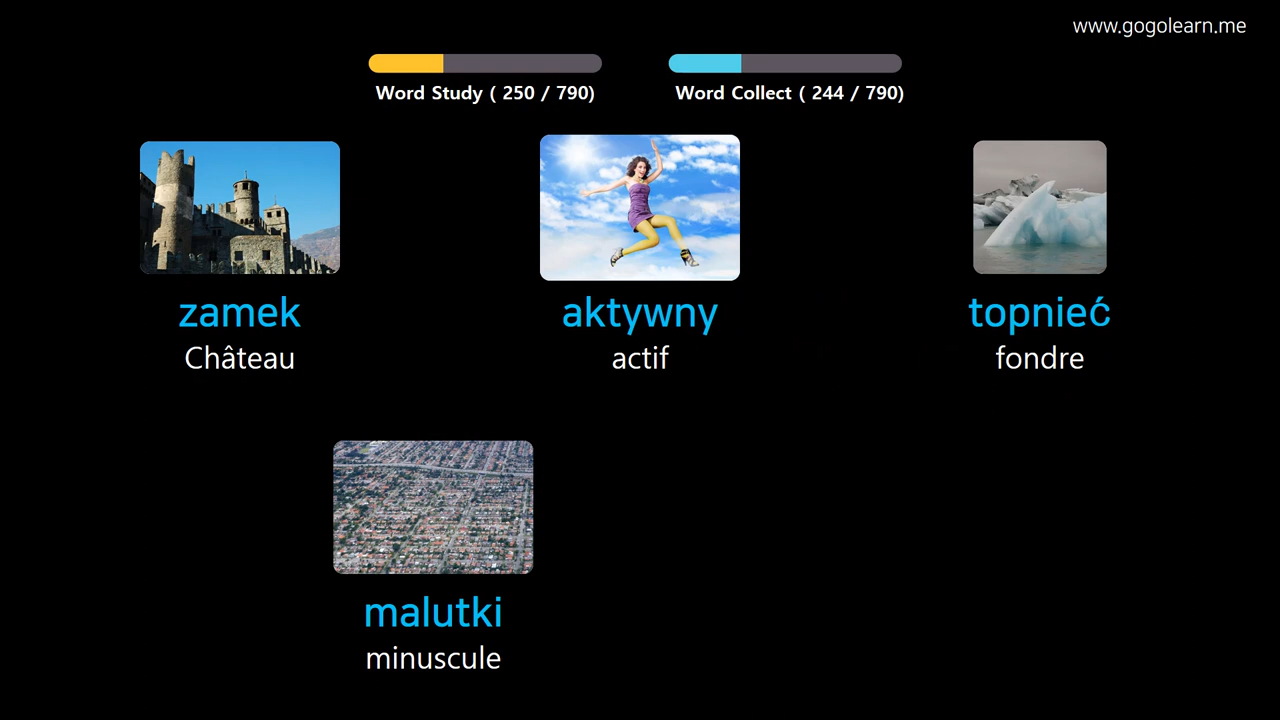 www.gogolearn.me
Word Study ( 250 / 790)
Word Collect ( 244 / 790)
zamek
Château
aktywny
actif
topnieć
fondre
malutki
minuscule